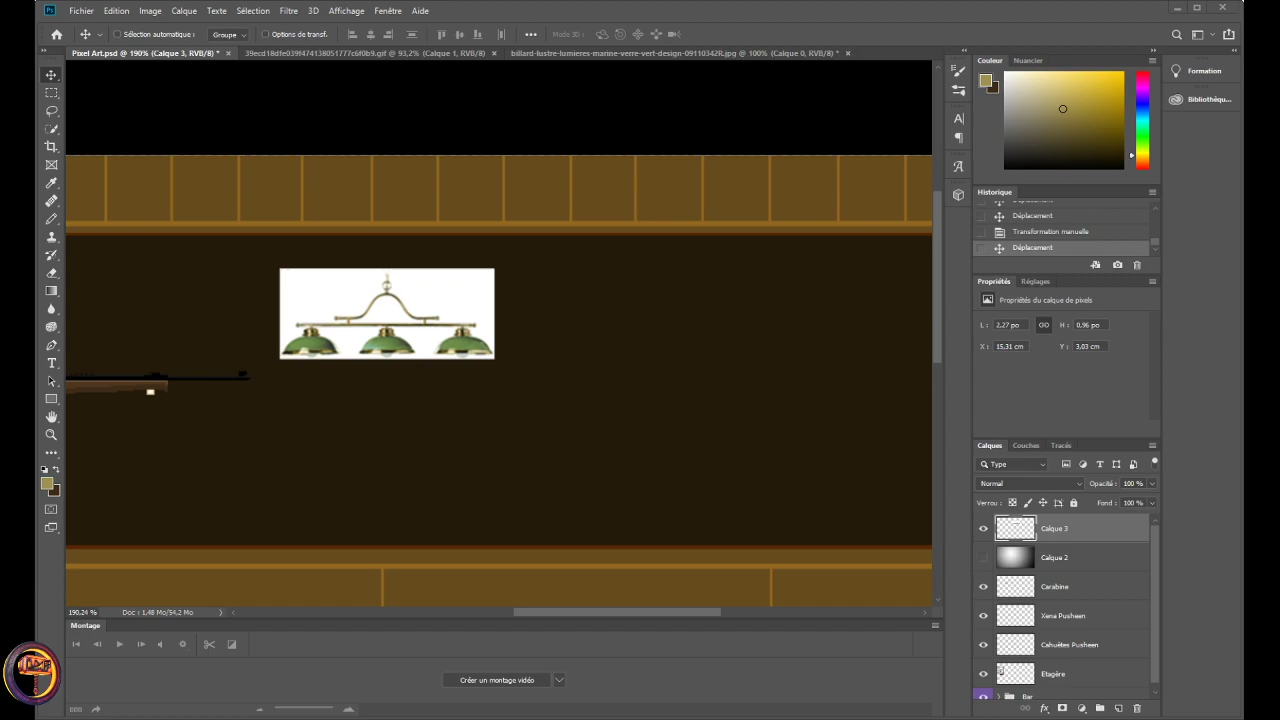 Ps Fichier Edition Image Calque Texte Sélection Filtre 3D Affichage Fenêtre Aide
Sélection automatique : Groupe Options de transf. Mode 3D :
Pixel Art.psd @ 190% (Calque 3, RVB/8) * 39ecd18dfe039f474138051777c6f0b9.gif @ 93,2% (Calque 1, RVB/8) billard-lustre-lumieres-marine-verre-vert-design-09110342R.jpg @ 100% (Calque 0, RVB/8) *
Couleur Nuancier
Formation
Bibliothèqu...
Historique
Déplacement
Déplacement
Transformation manuelle
Déplacement
Propriétés Réglages
Propriétés du calque de pixels
L : 2,27 po H : 0,96 po
X : 15,31 cm Y : 3,03 cm
Calques Couches Tracés
Type
Normal Opacité : 100 %
Verrou : Fond : 100 %
Calque 3
Calque 2
Carabine
Xena Pusheen
Cahuètes Pusheen
Etagère
Bar
190,24 % Doc : 1,48 Mo/54,2 Mo
Montage
Créer un montage vidéo